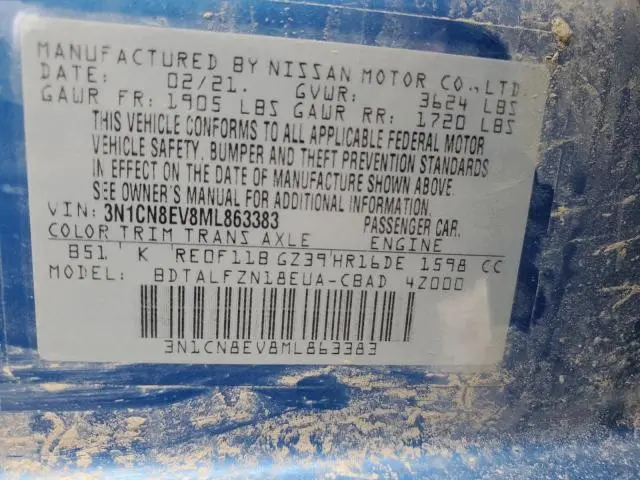 MANUFACTURED BY NISSAN MOTOR CO., LTD.
DATE: 02/21. GVWR: 3624 LBS
GAWR FR: 1905 LBS GAWR RR: 1720 LBS
THIS VEHICLE CONFORMS TO ALL APPLICABLE FEDERAL MOTOR
VEHICLE SAFETY, BUMPER AND THEFT PREVENTION STANDARDS
IN EFFECT ON THE DATE OF MANUFACTURE SHOWN ABOVE.
SEE OWNER'S MANUAL FOR ADDITIONAL INFORMATION.
VIN: 3N1CN8EV8ML863383 PASSENGER CAR.
COLOR TRIM TRANS AXLE ENGINE
B51 K RE0F11B GZ39 HR16DE 1598 CC
MODEL: BDTALFZN18EUA-CBAD 4Z000
3N1CN8EV8ML863383